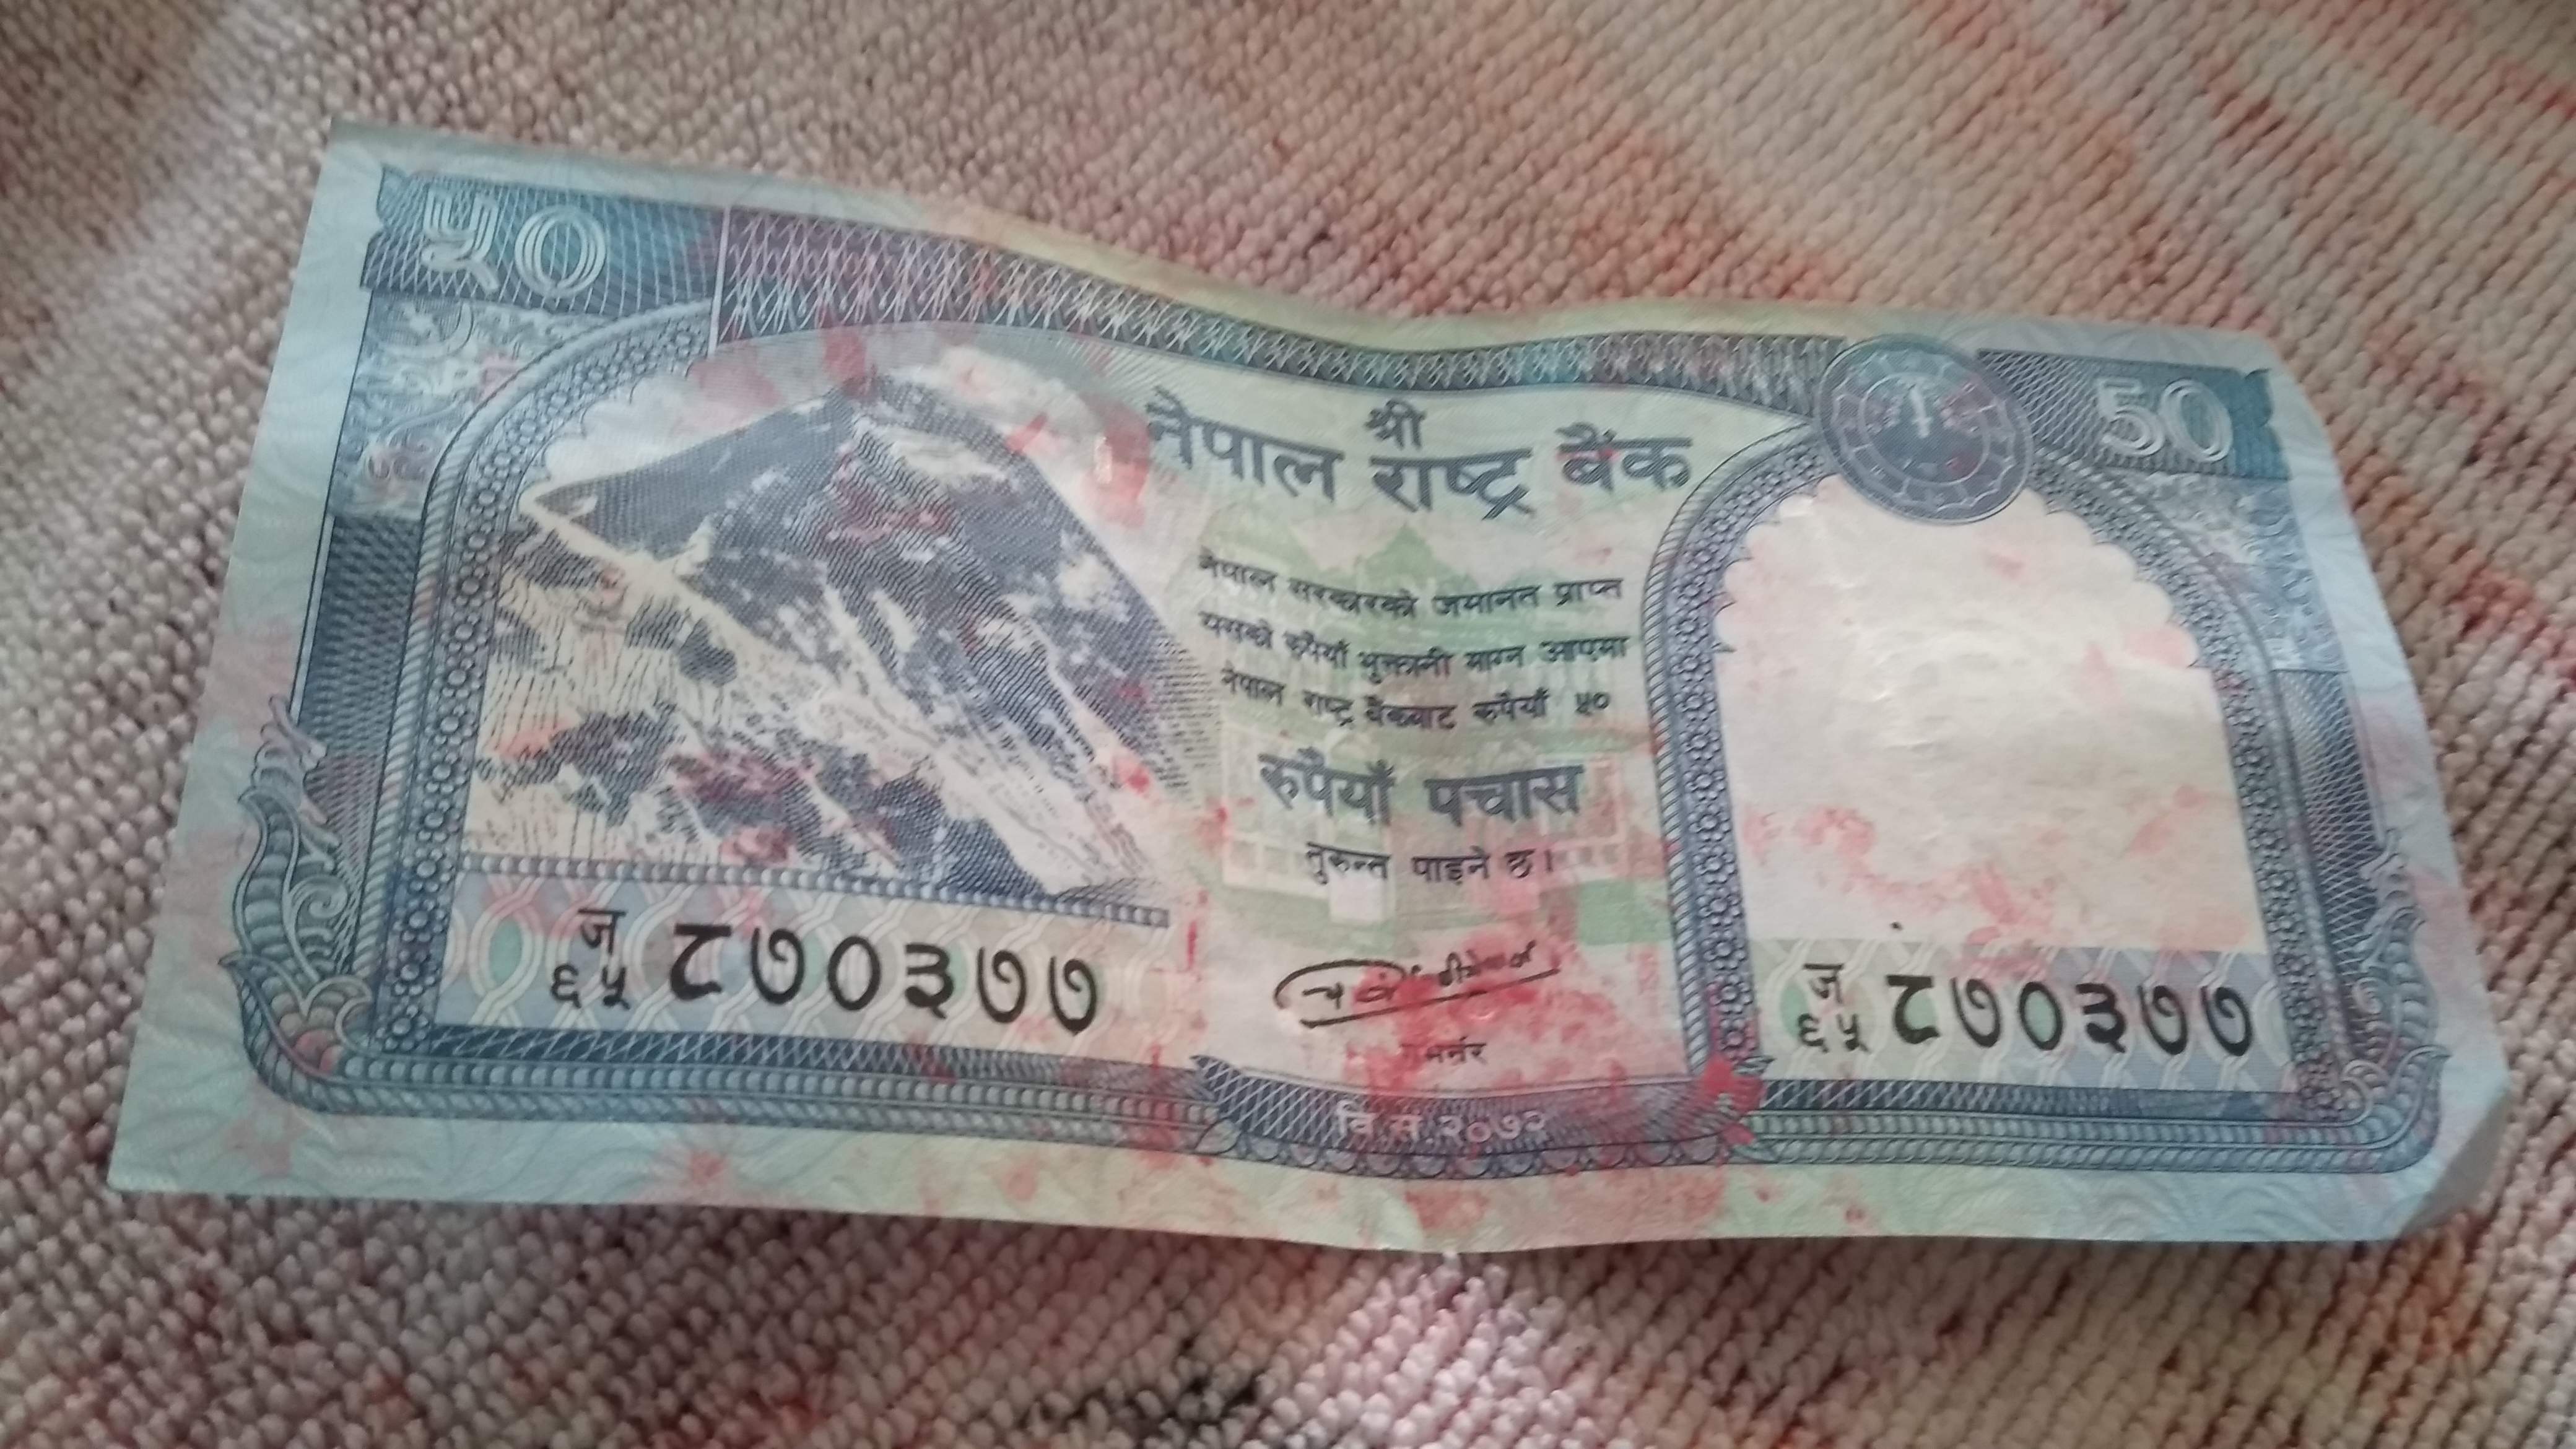 ५०
50
श्री
नेपाल राष्ट्र बैंक
नेपाल सरकारको जमानत प्राप्त
यसको रुपैयाँ भुक्तानी माग्न आएमा
नेपाल राष्ट्र बैंकबाट रुपैयाँ ५०
रुपैयाँ पचास
तुरुन्त पाइने छ।
गभर्नर
ज
६५ ८७०३७७
ज
६५ ८७०३७७
वि.सं.२०७२